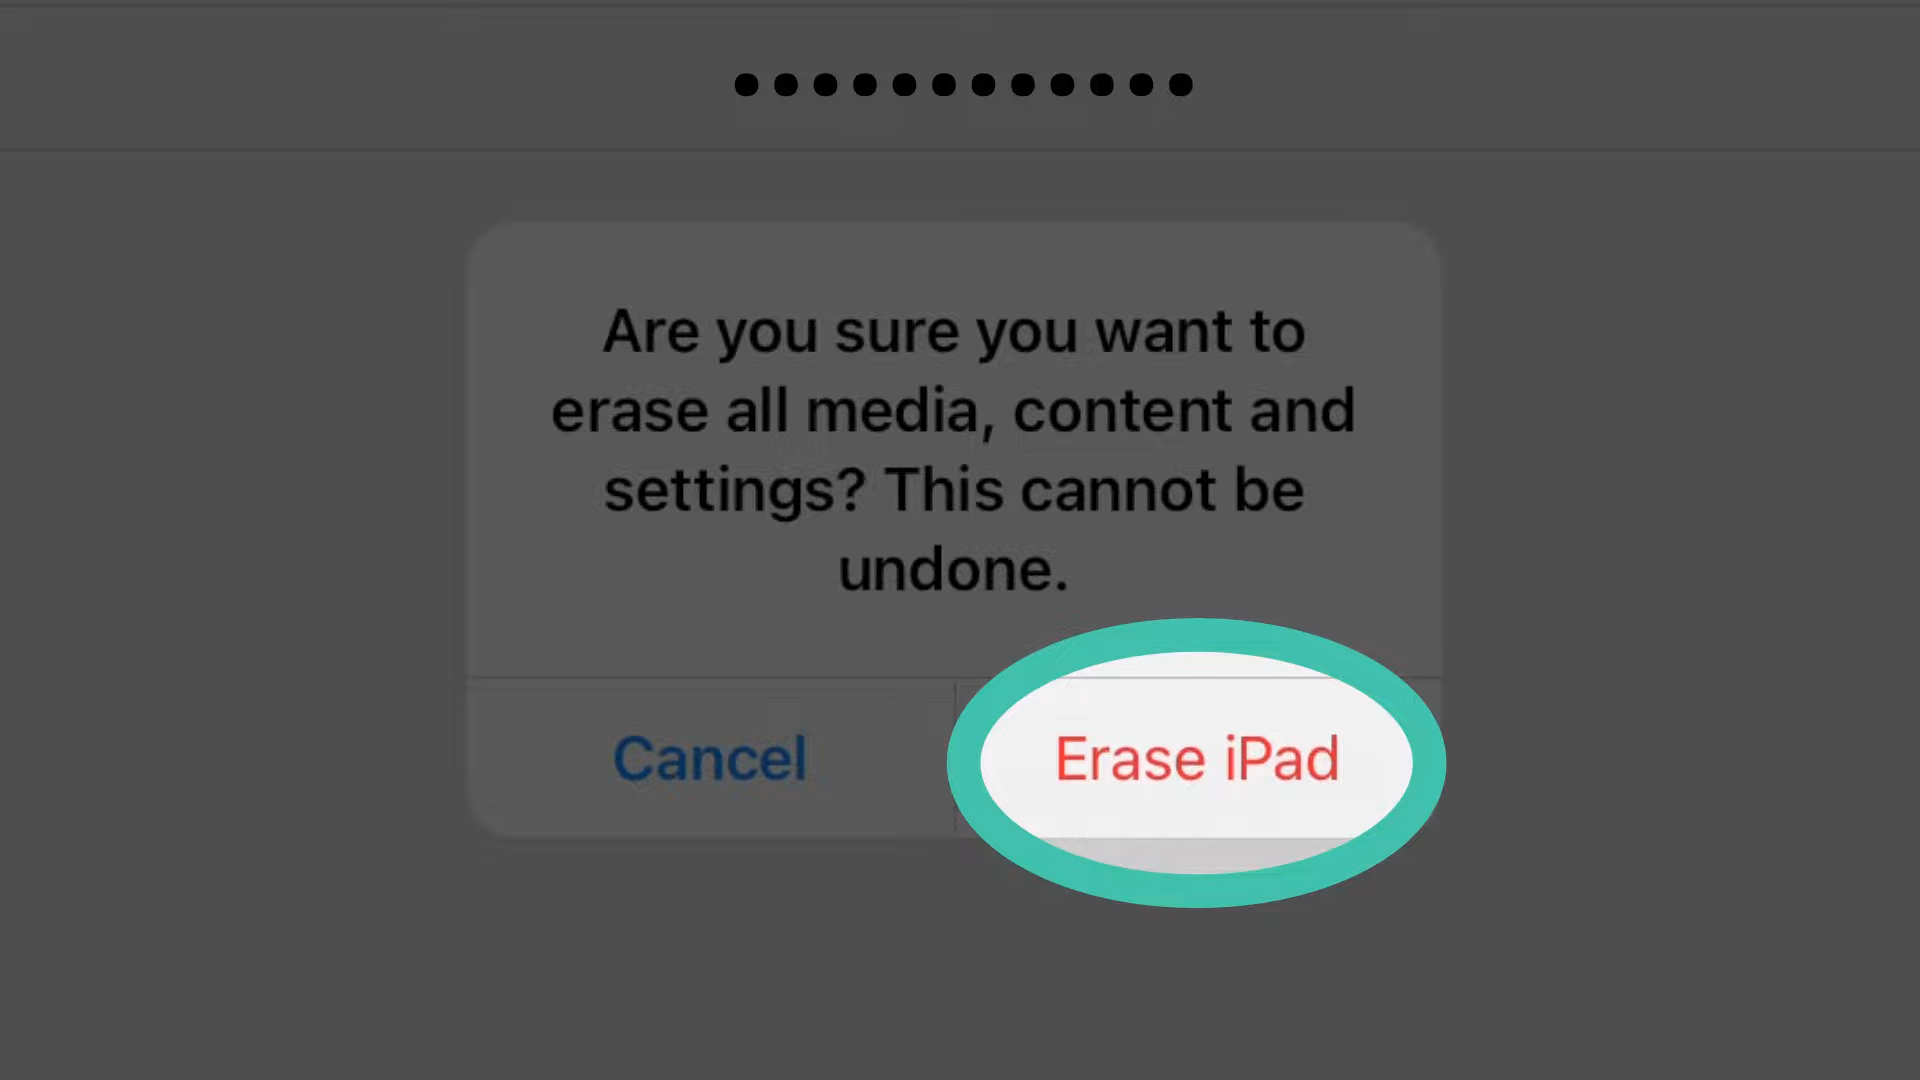 ••••••••••••
Are you sure you want to
erase all media, content and
settings? This cannot be
undone.
Cancel
Erase iPad